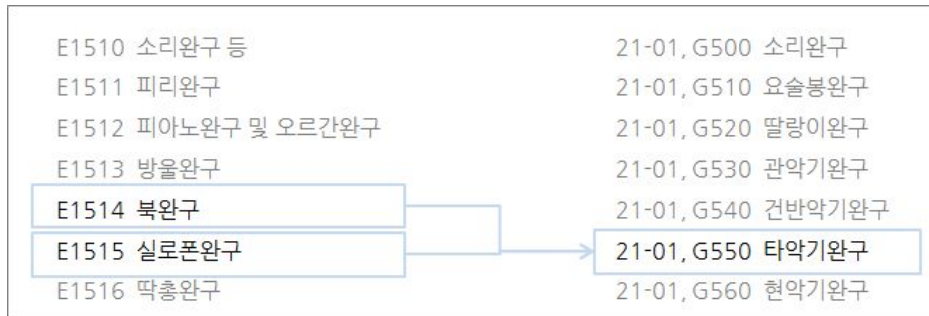 E1510 소리완구 등
E1511 피리완구
E1512 피아노완구 및 오르간완구
E1513 방울완구
E1514 북완구
E1515 실로폰완구
E1516 딱총완구
21-01, G500 소리완구
21-01, G510 요술봉완구
21-01, G520 딸랑이완구
21-01, G530 관악기완구
21-01, G540 건반악기완구
21-01, G550 타악기완구
21-01, G560 현악기완구